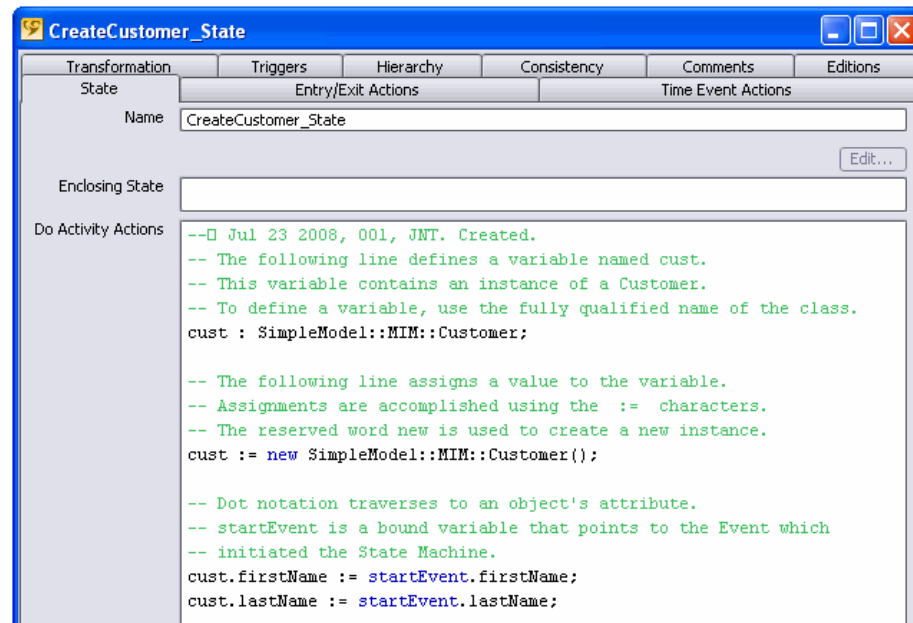 CreateCustomer_State
Transformation Triggers Hierarchy Consistency Comments Editions
State Entry/Exit Actions Time Event Actions
Name CreateCustomer_State
Edit...
Enclosing State
Do Activity Actions
--▯ Jul 23 2008, 001, JNT. Created.
-- The following line defines a variable named cust.
-- This variable contains an instance of a Customer.
-- To define a variable, use the fully qualified name of the class.
cust : SimpleModel::MIM::Customer;
-- The following line assigns a value to the variable.
-- Assignments are accomplished using the := characters.
-- The reserved word new is used to create a new instance.
cust := new SimpleModel::MIM::Customer();
-- Dot notation traverses to an object's attribute.
-- startEvent is a bound variable that points to the Event which
-- initiated the State Machine.
cust.firstName := startEvent.firstName;
cust.lastName := startEvent.lastName;